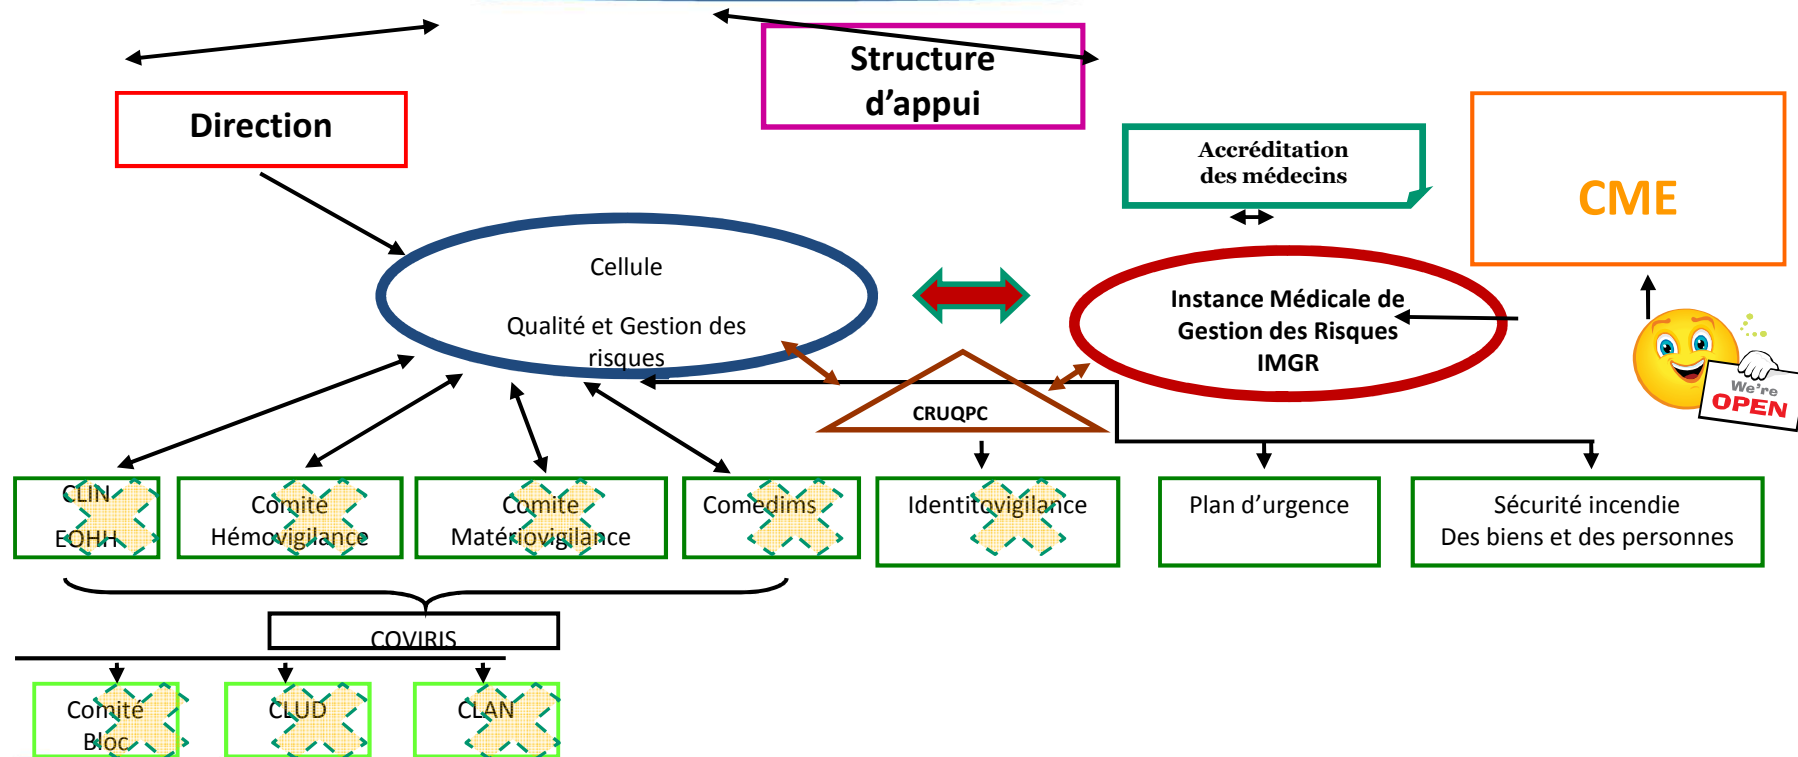 Structure
d’appui
Direction
Accréditation
des médecins
CME
Cellule
Qualité et Gestion des
risques
Instance Médicale de
Gestion des Risques
IMGR
We're
OPEN
CRUQPC
CLIN
EOHH
Comité
Hémovigilance
Comité
Matériovigilance
Comedims
Identitovigilance
Plan d’urgence
Sécurité incendie
Des biens et des personnes
COVIRIS
Comité
Bloc
CLUD
CLAN